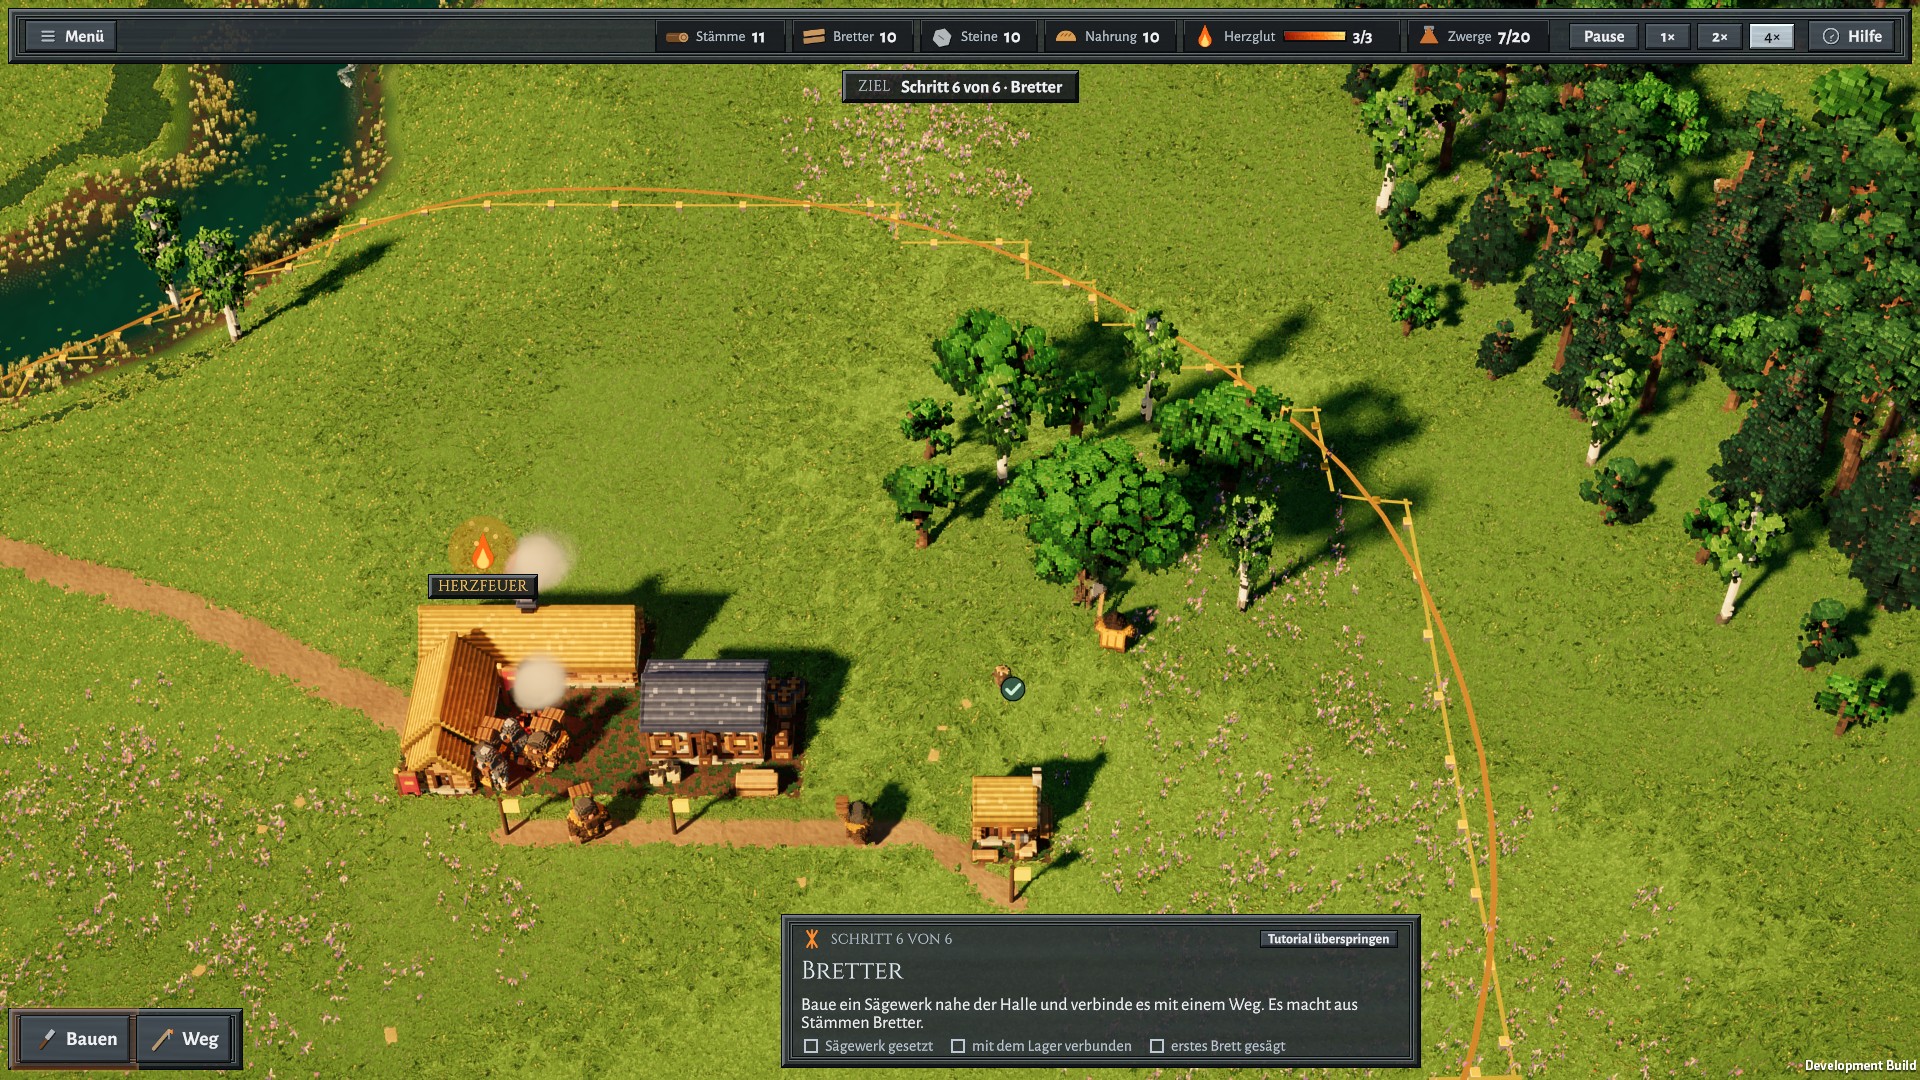 Menü
Stämme 11
Bretter 10
Steine 10
Nahrung 10
Herzglut 3/3
Zwerge 7/20
Pause
1×
2×
4×
Hilfe
ZIEL Schritt 6 von 6 · Bretter
HERZFEUER
SCHRITT 6 VON 6
Tutorial überspringen
BRETTER
Baue ein Sägewerk nahe der Halle und verbinde es mit einem Weg. Es macht aus
Stämmen Bretter.
Sägewerk gesetzt
mit dem Lager verbunden
erstes Brett gesägt
Bauen
Weg
Development Build